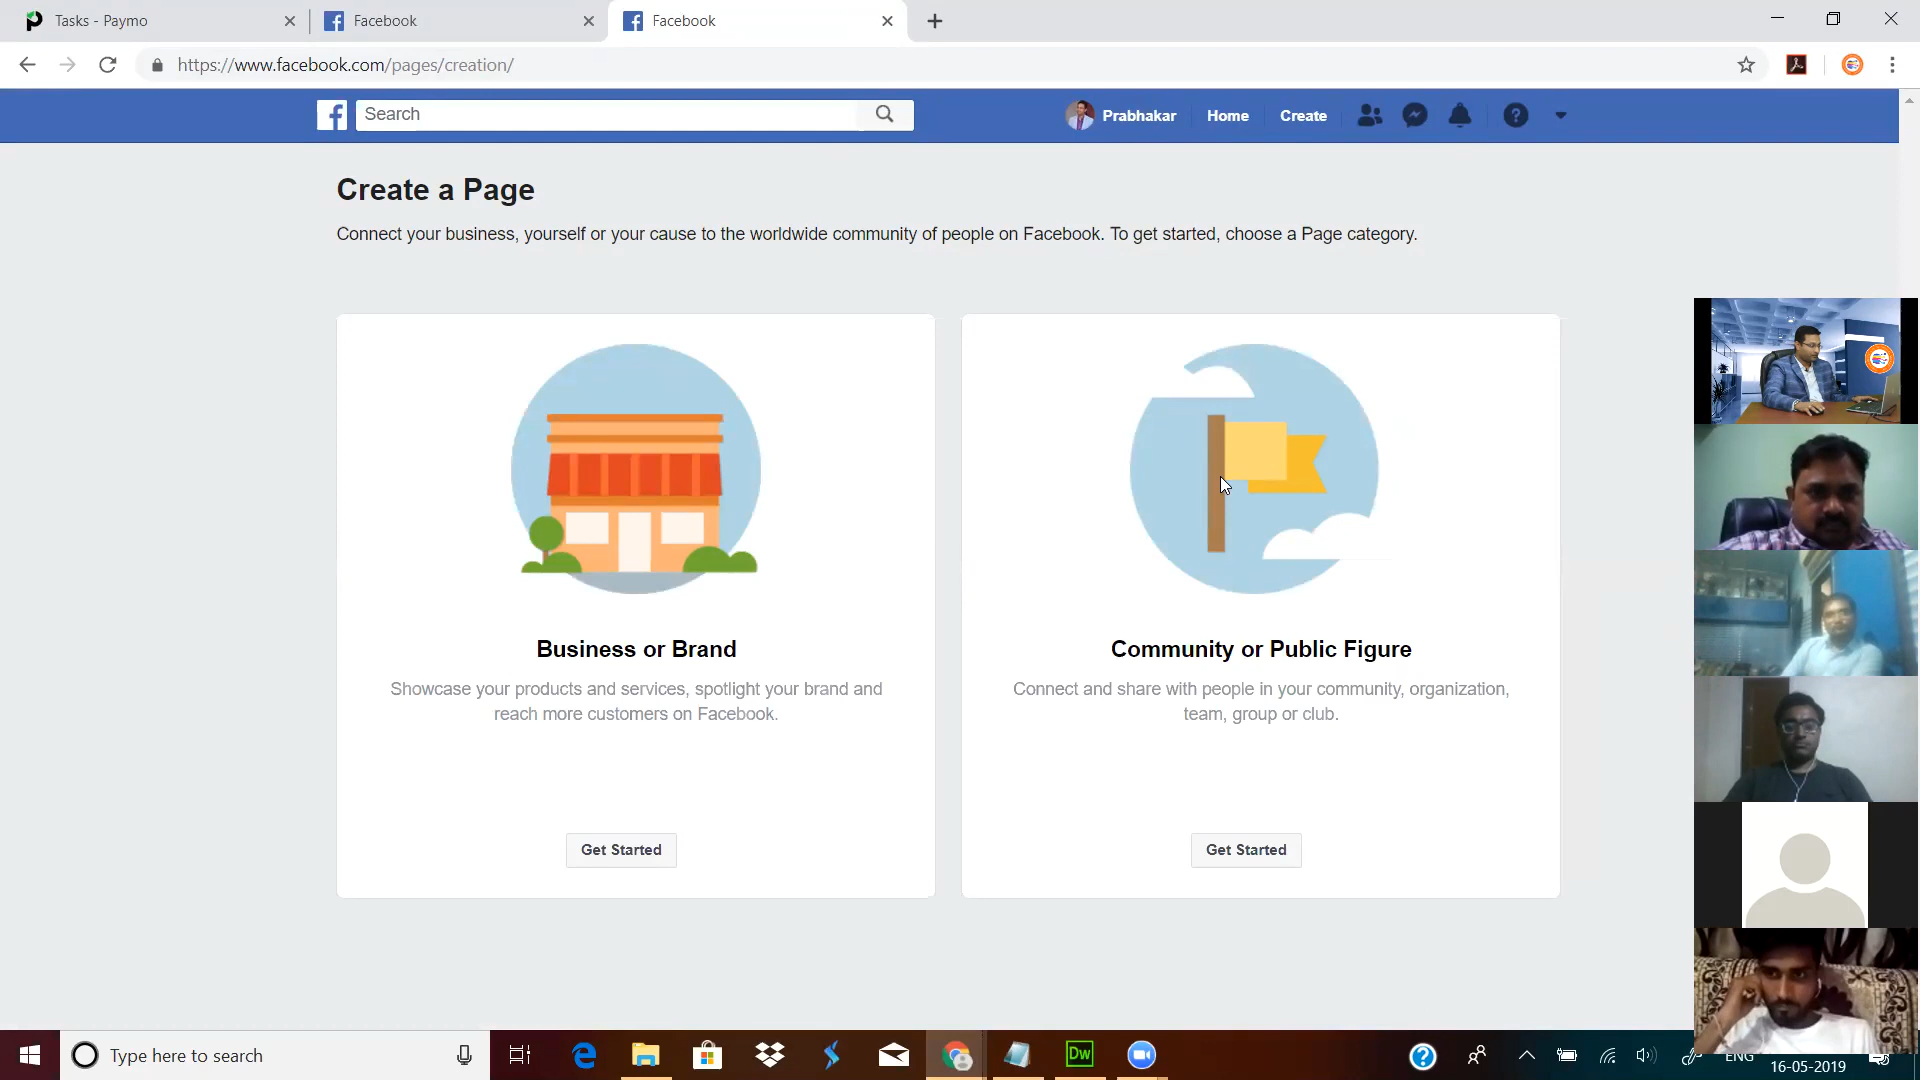 Tasks - Paymo
Facebook
Facebook
https://www.facebook.com/pages/creation/
Search
Prabhakar
Home
Create
Create a Page
Connect your business, yourself or your cause to the worldwide community of people on Facebook. To get started, choose a Page category.
Business or Brand
Showcase your products and services, spotlight your brand and
reach more customers on Facebook.
Get Started
Community or Public Figure
Connect and share with people in your community, organization,
team, group or club.
Get Started
Type here to search
Dw
ENG
16-05-2019